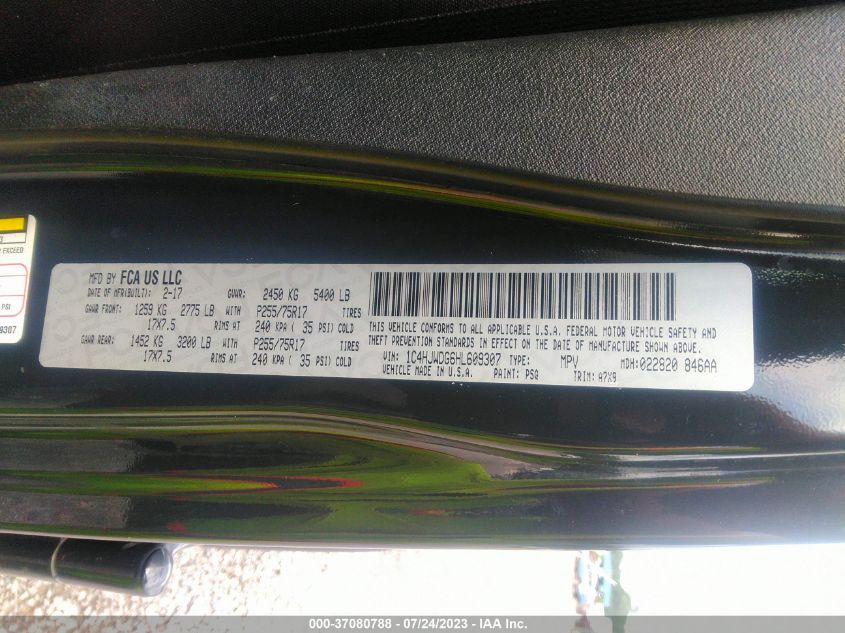 EXCEED
PSI
9307
MFD BY FCA US LLC
DATE OF MFR(BUILT): 2-17 GVWR: 2450 KG 5400 LB
GAWR FRONT: 1259 KG 2775 LB WITH P255/75R17 TIRES
17X7.5 RIMS AT 240 KPA ( 35 PSI) COLD
GAWR REAR: 1452 KG 3200 LB WITH P255/75R17 TIRES
17X7.5 RIMS AT 240 KPA ( 35 PSI) COLD
THIS VEHICLE CONFORMS TO ALL APPLICABLE U.S.A. FEDERAL MOTOR VEHICLE SAFETY AND
THEFT PREVENTION STANDARDS IN EFFECT ON THE DATE OF MANUFACTURE SHOWN ABOVE.
VIN: 1C4HJWDG6HL609307 TYPE: MPV MDH:022820 846AA
VEHICLE MADE IN U.S.A. PAINT: PSQ TRIM: A7X9
000-37080788 - 07/24/2023 - IAA Inc.